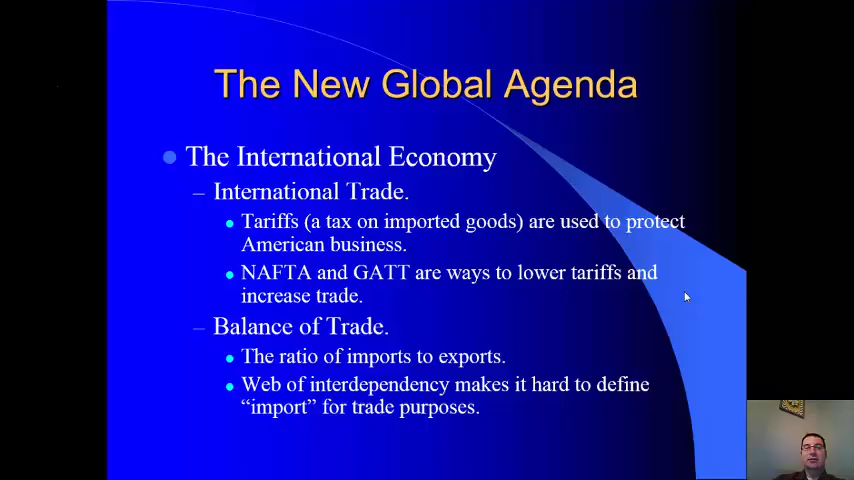 The New Global Agenda
The International Economy
– International Trade.
Tariffs (a tax on imported goods) are used to protect
American business.
NAFTA and GATT are ways to lower tariffs and
increase trade.
– Balance of Trade.
The ratio of imports to exports.
Web of interdependency makes it hard to define
“import” for trade purposes.